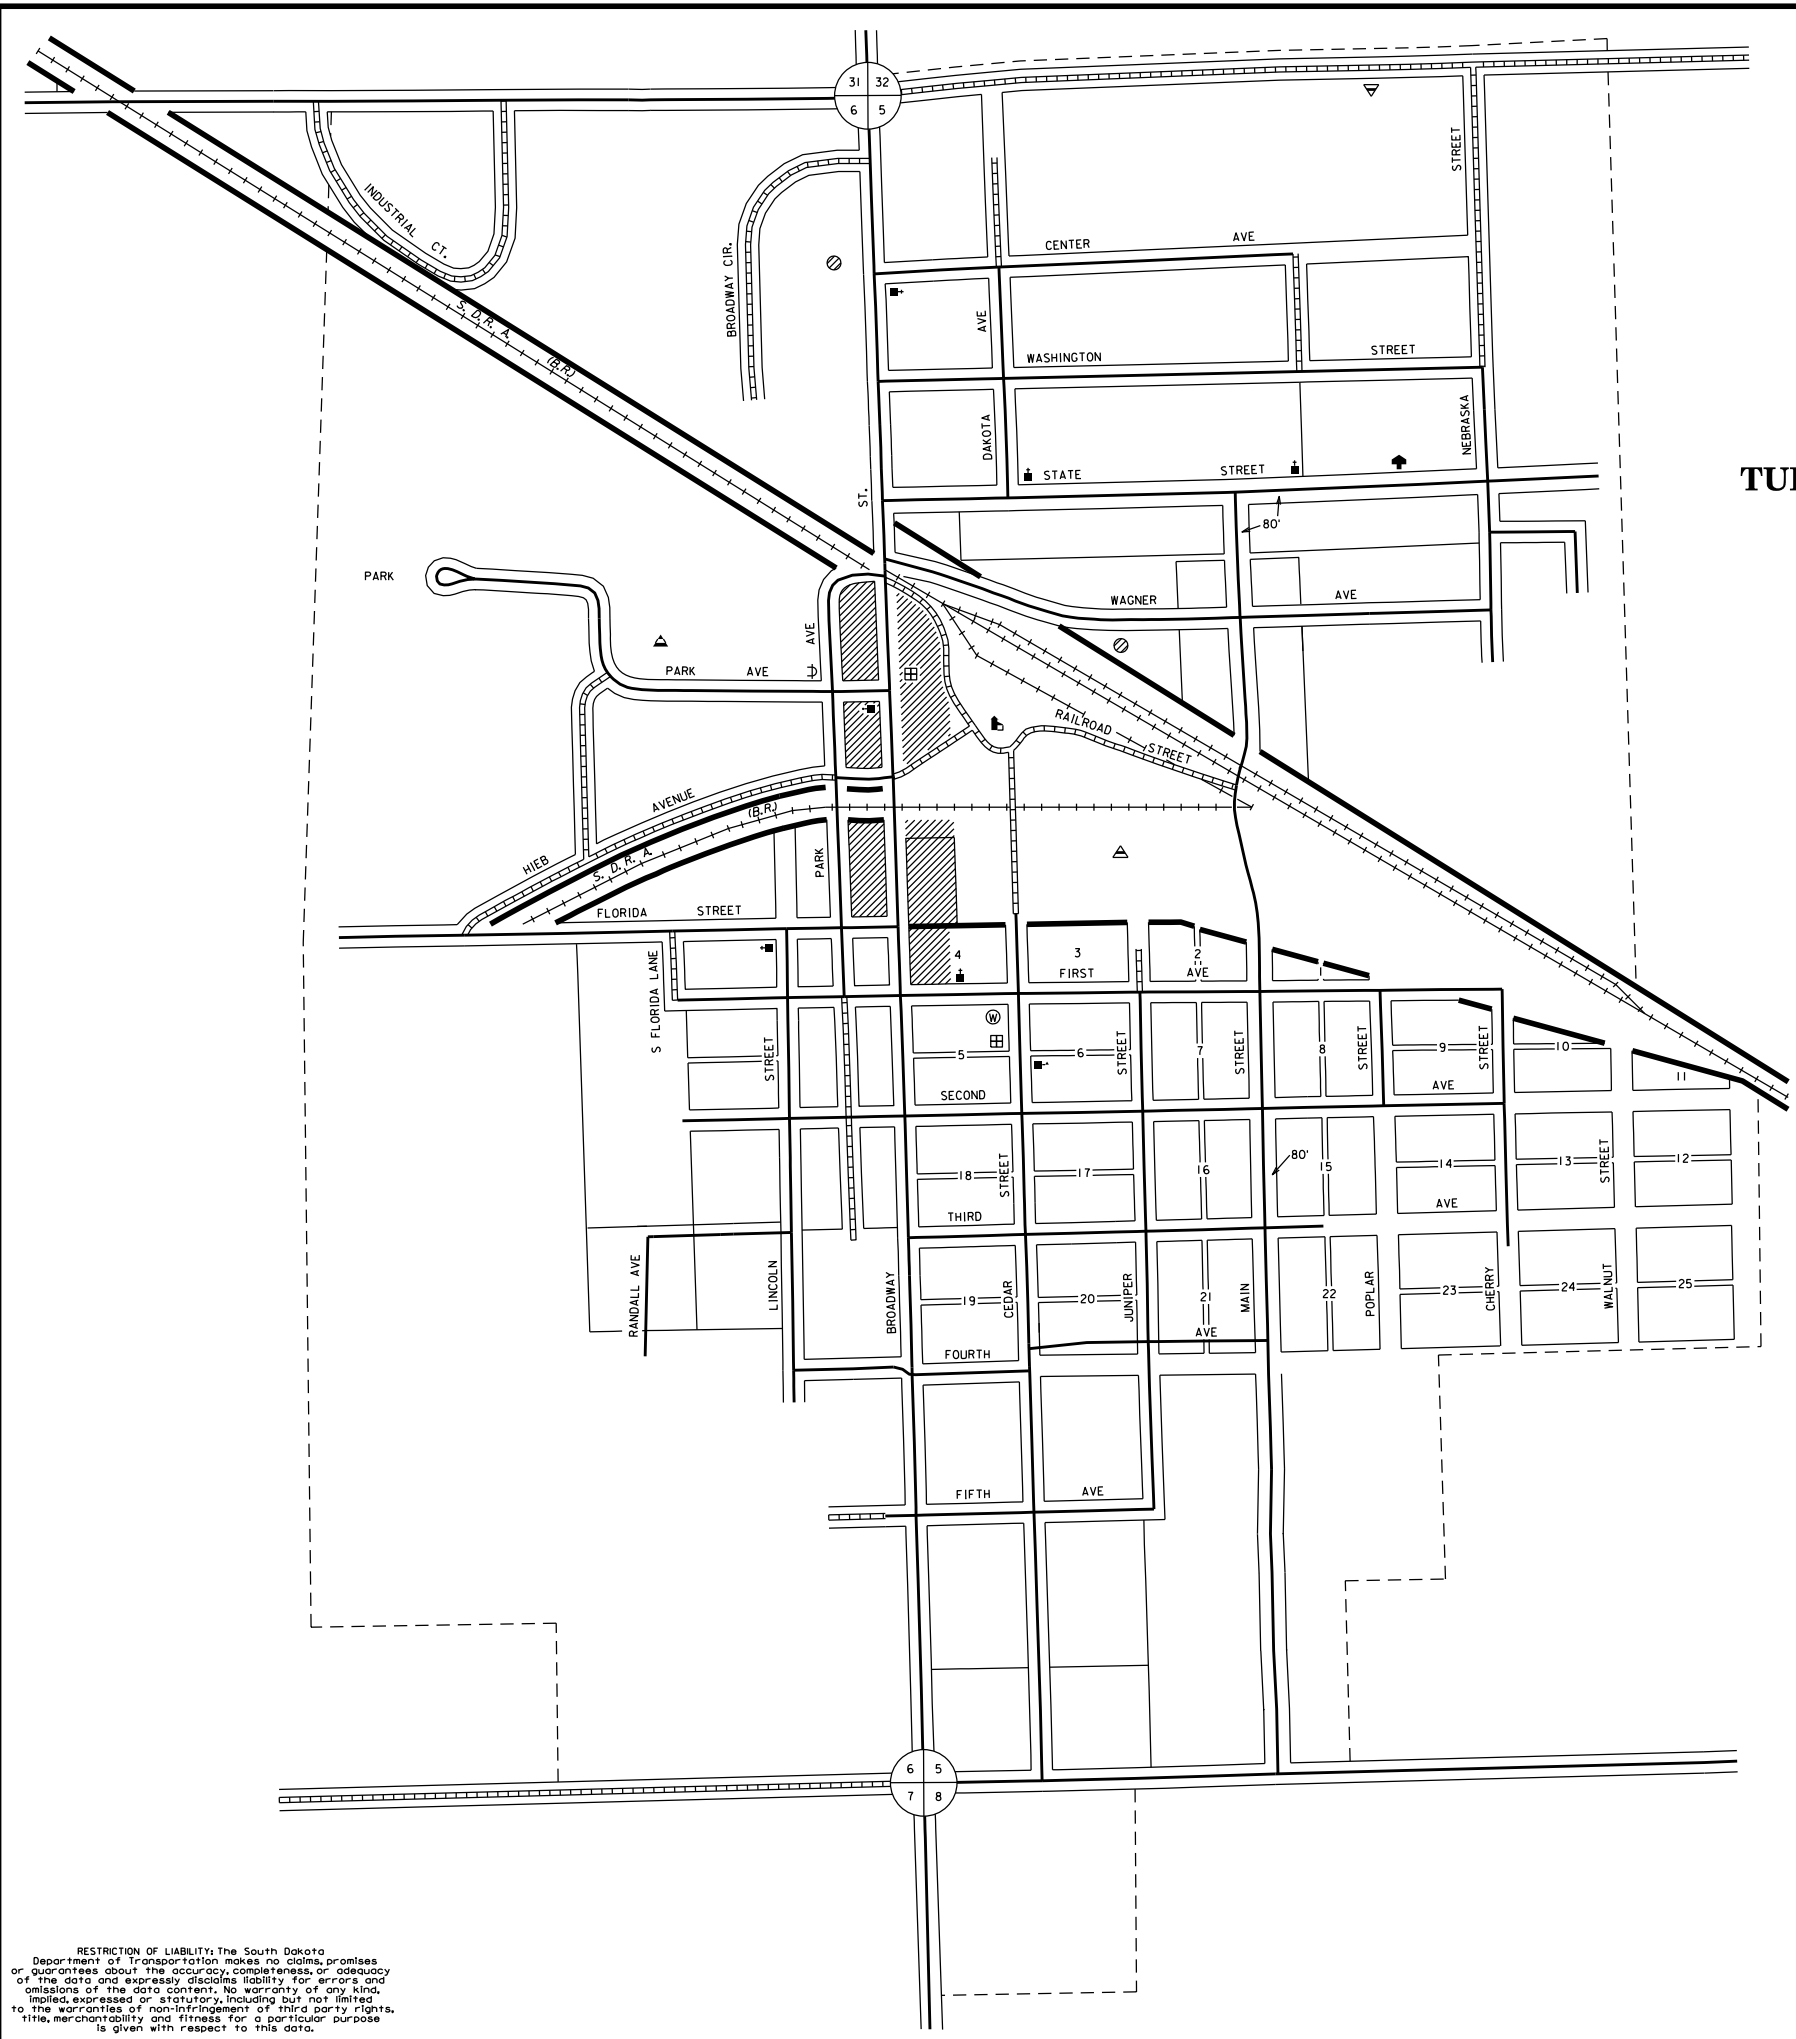 31 32
6 5
INDUSTRIAL CT.
STREET
CENTER AVE
BROADWAY CIR.
S. D. R. A.
(B.R.)
AVE
WASHINGTON STREET
DAKOTA
NEBRASKA
STATE STREET
TUR
ST.
80'
PARK
WAGNER AVE
AVE
PARK AVE
RAILROAD STREET
AVENUE
(B.R.)
HIEB
S. D. R. A.
PARK
FLORIDA STREET
4 3 2 1
FIRST AVE
S FLORIDA LANE
W
STREET
STREET
STREET
STREET
STREET
5 6 7 8 9 10
11
SECOND AVE
80'
STREET
STREET
18 17 16 15 14 13 12
THIRD AVE
RANDALL AVE
LINCOLN
BROADWAY
CEDAR
JUNIPER
MAIN
POPLAR
CHERRY
WALNUT
19 20 21 22 23 24 25
FOURTH AVE
FIFTH AVE
6 5
7 8
RESTRICTION OF LIABILITY: The South Dakota
Department of Transportation makes no claims, promises
or guarantees about the accuracy, completeness, or adequacy
of the data and expressly disclaims liability for errors and
omissions of the data content. No warranty of any kind,
implied, expressed or statutory, including but not limited
to the warranties of non-infringement of third party rights,
title, merchantability and fitness for a particular purpose
is given with respect to this data.